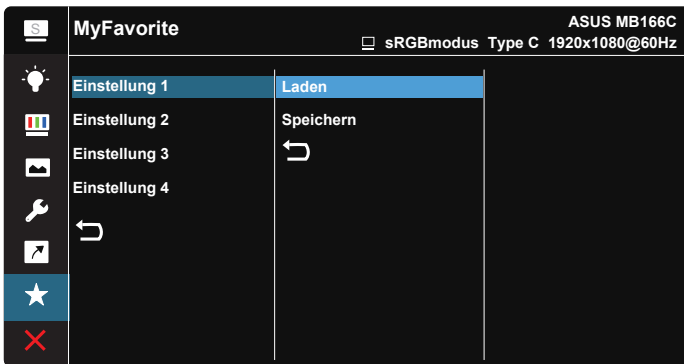 S
MyFavorite
ASUS MB166C
sRGBmodus Type C 1920x1080@60Hz
Einstellung 1
Laden
Einstellung 2
Speichern
Einstellung 3
Einstellung 4